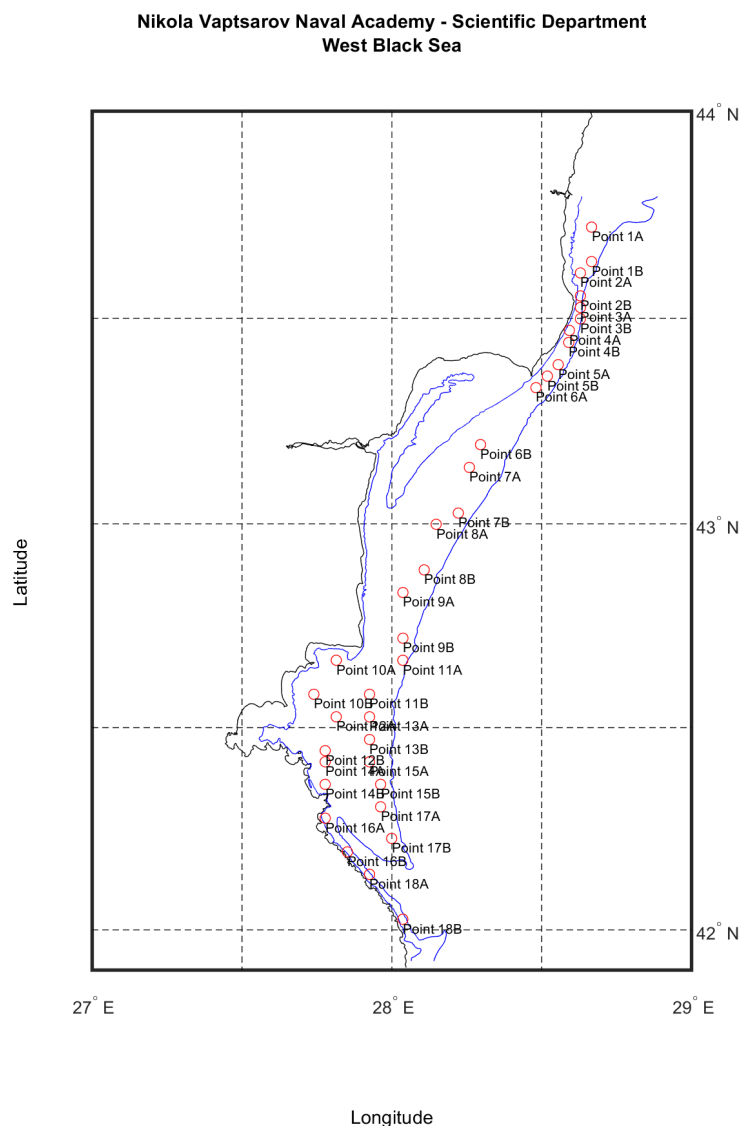 Nikola Vaptsarov Naval Academy - Scientific Department
West Black Sea
44° N
Point 1A
Point 1B
Point 2A
Point 2B
Point 3A
Point 3B
Point 4A
Point 4B
Point 5A
Point 5B
Point 6A
Point 6B
Point 7A
Point 7B
43° N
Point 8A
Point 8B
Point 9A
Point 9B
Point 10A
Point 11A
Point 10B
Point 11B
Point 12A
Point 13A
Point 13B
Point 12B
Point 14A
Point 15A
Point 14B
Point 15B
Point 17A
Point 16A
Point 17B
Point 16B
Point 18A
Point 18B
42° N
27° E
28° E
29° E
Latitude
Longitude